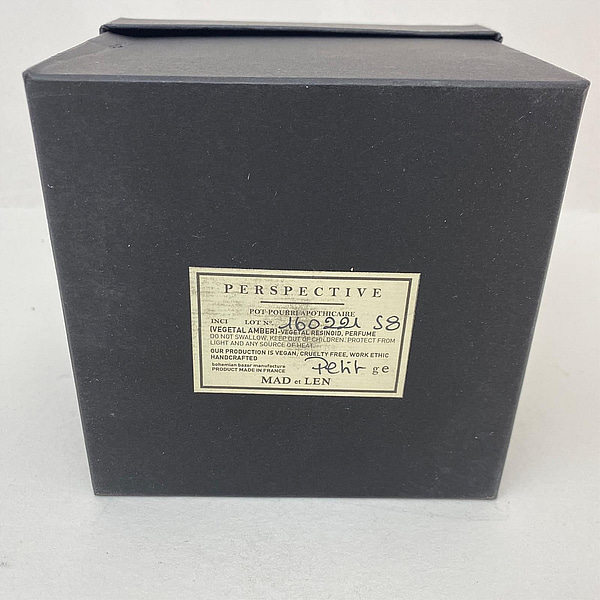 PERSPECTIVE
POT POURRI APOTHICAIRE
INCI LOT N°. 160221 S8
(VEGETAL AMBER)-VEGETAL RESINOID, PERFUME
DO NOT SWALLOW, KEEP OUT OF CHILDREN, PROTECT FROM
LIGHT AND ANY SOURCE OF HEAT.
OUR PRODUCTION IS VEGAN, CRUELTY FREE, WORK ETHIC
HANDCRAFTED
bohemian bazar manufacture
PRODUCT MADE IN FRANCE Petit ge
MAD et LEN